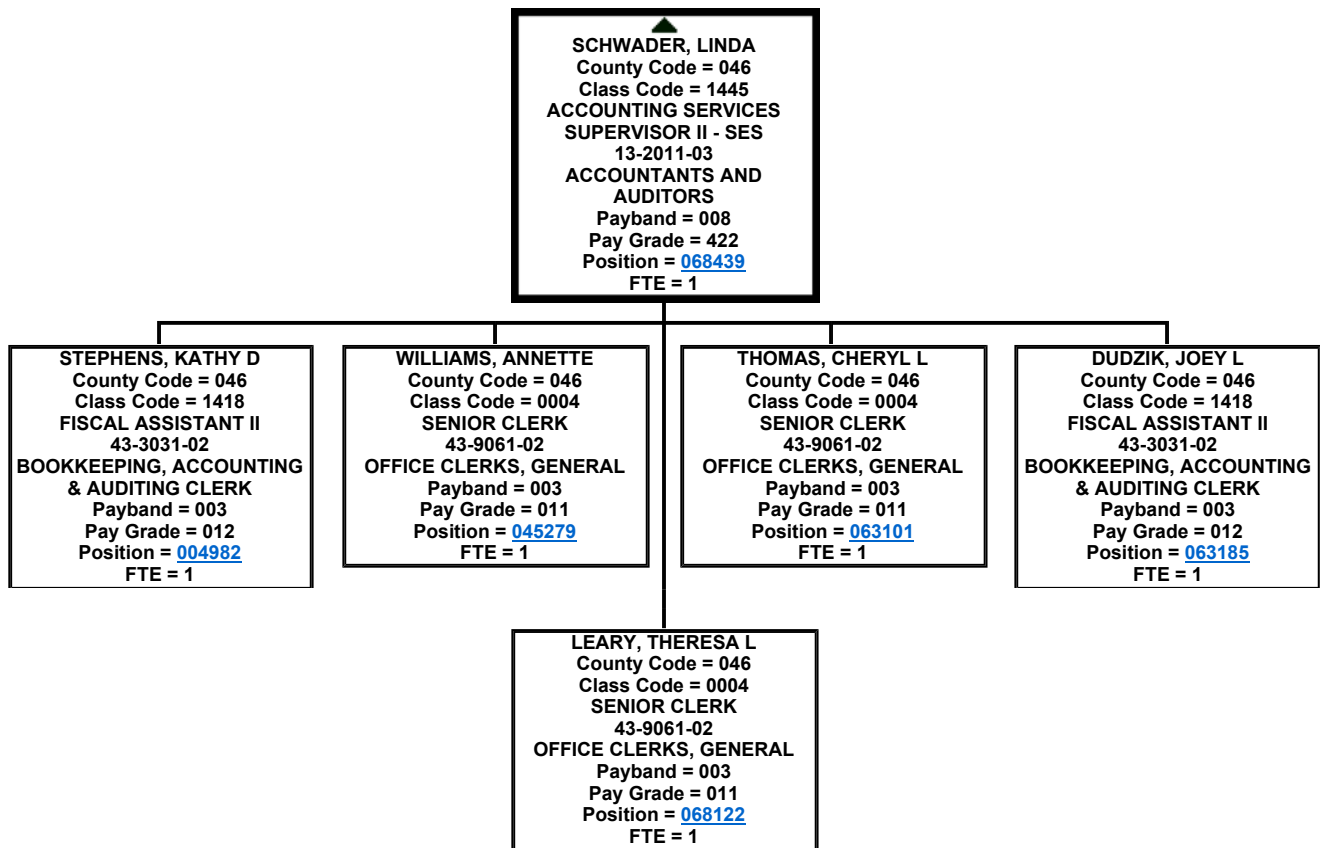 SCHWADER, LINDA
County Code = 046
Class Code = 1445
ACCOUNTING SERVICES
SUPERVISOR II - SES
13-2011-03
ACCOUNTANTS AND
AUDITORS
Payband = 008
Pay Grade = 422
Position = 068439
FTE = 1
STEPHENS, KATHY D
County Code = 046
Class Code = 1418
FISCAL ASSISTANT II
43-3031-02
BOOKKEEPING, ACCOUNTING
& AUDITING CLERK
Payband = 003
Pay Grade = 012
Position = 004982
FTE = 1
WILLIAMS, ANNETTE
County Code = 046
Class Code = 0004
SENIOR CLERK
43-9061-02
OFFICE CLERKS, GENERAL
Payband = 003
Pay Grade = 011
Position = 045279
FTE = 1
THOMAS, CHERYL L
County Code = 046
Class Code = 0004
SENIOR CLERK
43-9061-02
OFFICE CLERKS, GENERAL
Payband = 003
Pay Grade = 011
Position = 063101
FTE = 1
DUDZIK, JOEY L
County Code = 046
Class Code = 1418
FISCAL ASSISTANT II
43-3031-02
BOOKKEEPING, ACCOUNTING
& AUDITING CLERK
Payband = 003
Pay Grade = 012
Position = 063185
FTE = 1
LEARY, THERESA L
County Code = 046
Class Code = 0004
SENIOR CLERK
43-9061-02
OFFICE CLERKS, GENERAL
Payband = 003
Pay Grade = 011
Position = 068122
FTE = 1